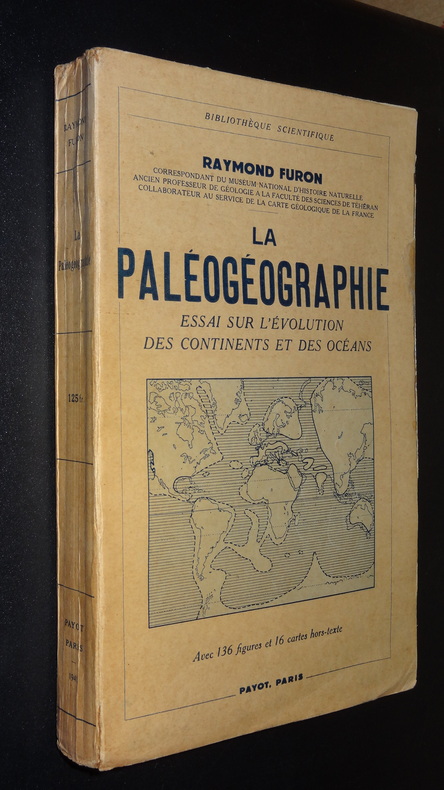 BIBLIOTHÈQUE SCIENTIFIQUE
RAYMOND FURON
CORRESPONDANT DU MUSEUM NATIONAL D'HISTOIRE NATURELLE
ANCIEN PROFESSEUR DE GÉOLOGIE A LA FACULTÉ DES SCIENCES DE TÉHÉRAN
COLLABORATEUR AU SERVICE DE LA CARTE GÉOLOGIQUE DE LA FRANCE
LA
PALÉOGÉOGRAPHIE
ESSAI SUR L'ÉVOLUTION
DES CONTINENTS ET DES OCÉANS
Avec 136 figures et 16 cartes hors-texte
PAYOT, PARIS
RAYMOND
FURON
La
Paléogéographie
125 fr
PAYOT
PARIS